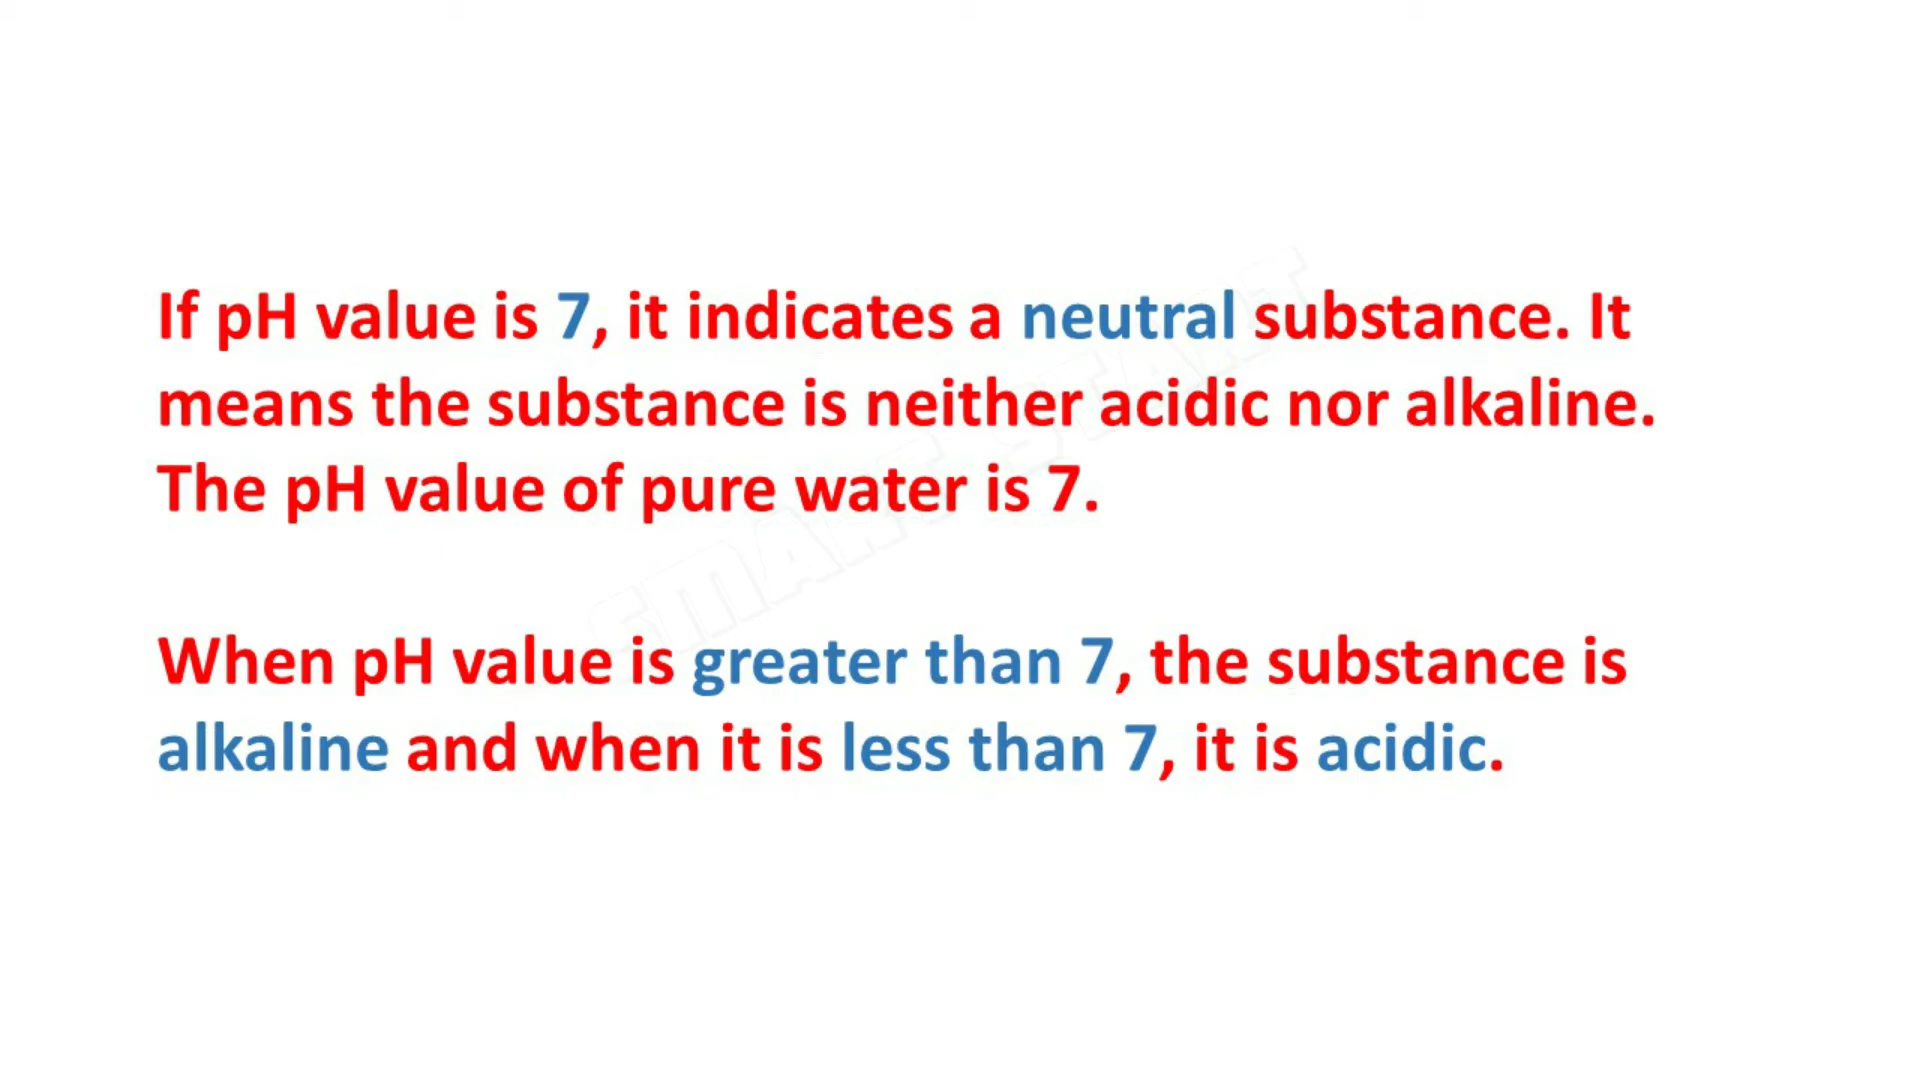 If pH value is 7, it indicates a neutral substance. It
means the substance is neither acidic nor alkaline.
The pH value of pure water is 7.
When pH value is greater than 7, the substance is
alkaline and when it is less than 7, it is acidic.
SMART START